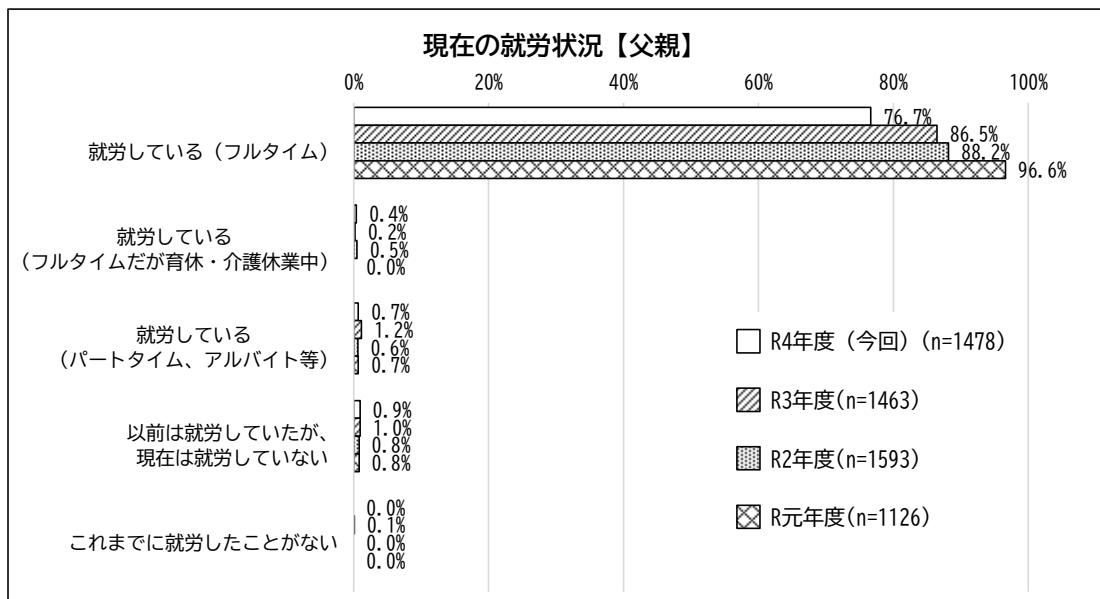 現在の就労状況【父親】
0% 20% 40% 60% 80% 100%
就労している（フルタイム）
76.7%
86.5%
88.2%
96.6%
就労している
（フルタイムだが育休・介護休業中）
0.4%
0.2%
0.5%
0.0%
就労している
（パートタイム、アルバイト等）
0.7%
1.2%
0.6%
0.7%
以前は就労していたが、
現在は就労していない
0.9%
1.0%
0.8%
0.8%
これまでに就労したことがない
0.0%
0.1%
0.0%
0.0%
R4年度（今回）(n=1478)
R3年度(n=1463)
R2年度(n=1593)
R元年度(n=1126)